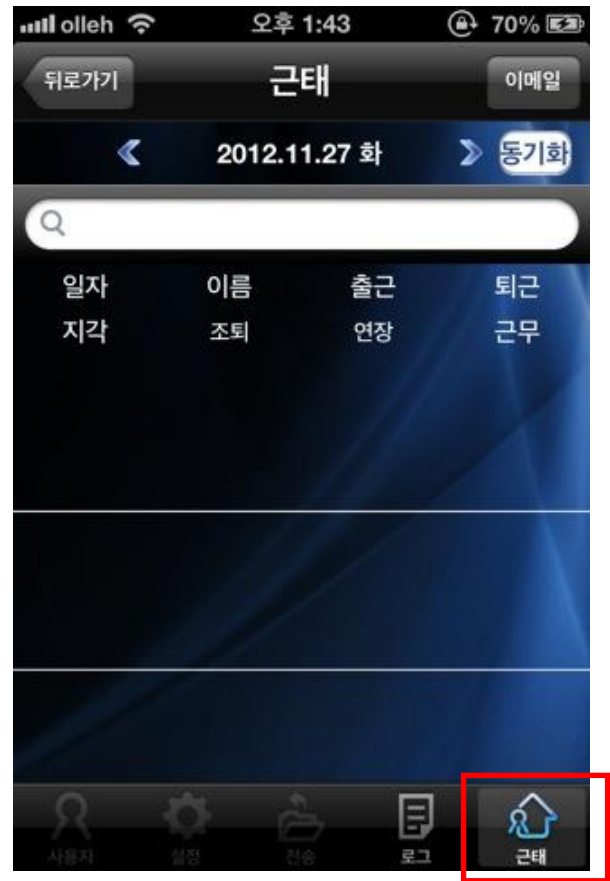 olleh 오후 1:43 70%
뒤로가기 근태 이메일
2012.11.27 화 동기화
일자 이름 출근 퇴근
지각 조퇴 연장 근무
사용자 설정 전송 로그 근태